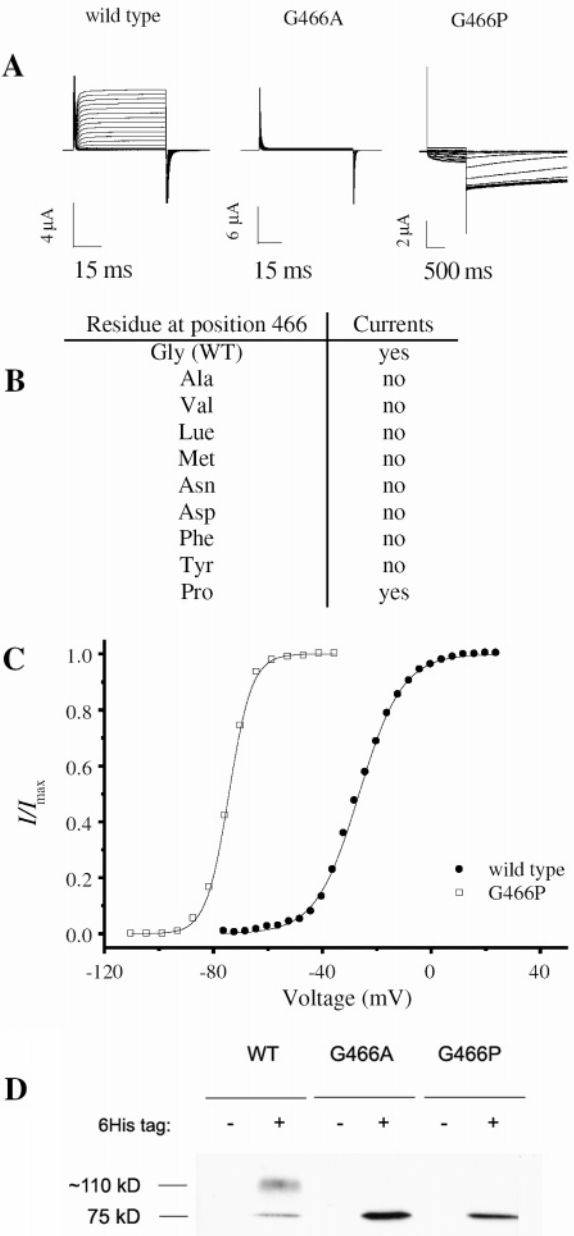 wild type G466A G466P
A
4 μA 6 μA 2 μA
15 ms 15 ms 500 ms
B
Residue at position 466 Currents
Gly (WT) yes
Ala no
Val no
Lue no
Met no
Asn no
Asp no
Phe no
Tyr no
Pro yes
C
1.0
0.8
0.6
0.4
0.2
0.0
I/Imax
wild type
G466P
-120 -80 -40 0 40
Voltage (mV)
D
WT G466A G466P
6His tag: - + - + - +
~110 kD
75 kD